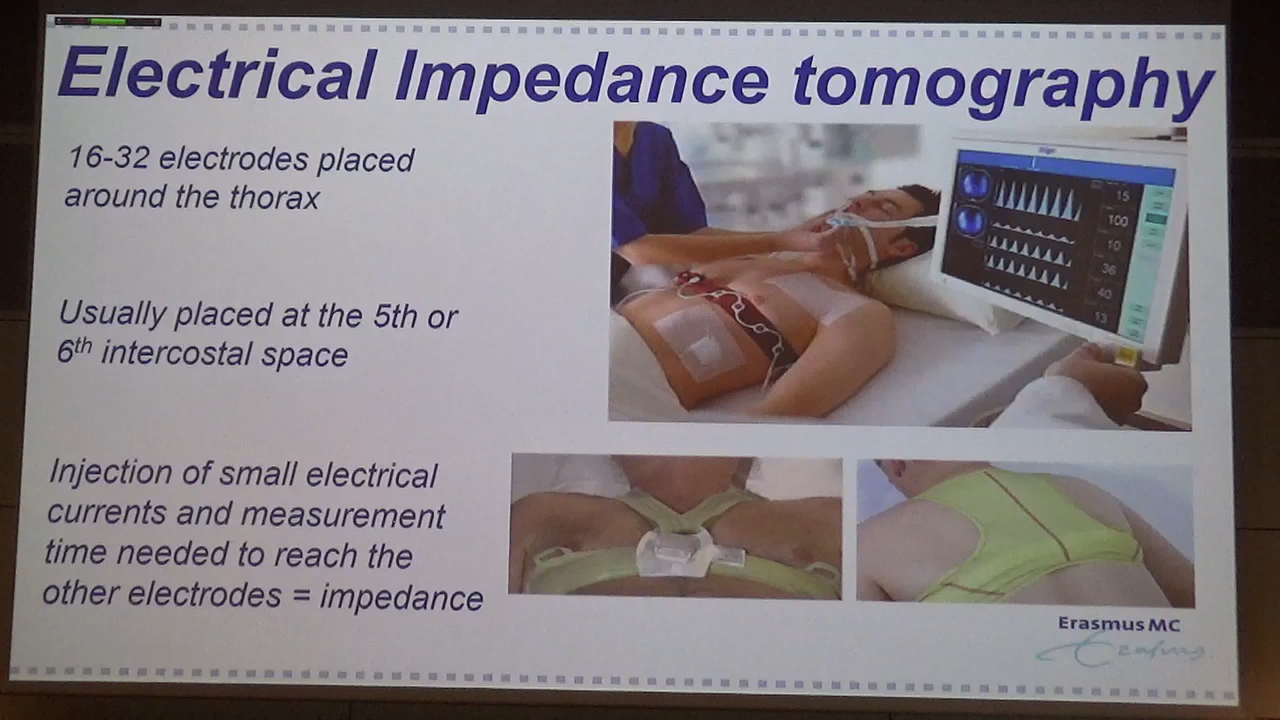 Electrical Impedance tomography
16-32 electrodes placed
around the thorax
Usually placed at the 5th or
6th intercostal space
Injection of small electrical
currents and measurement
time needed to reach the
other electrodes = impedance
15
100
10
36
40
13
Erasmus MC
Erasmus